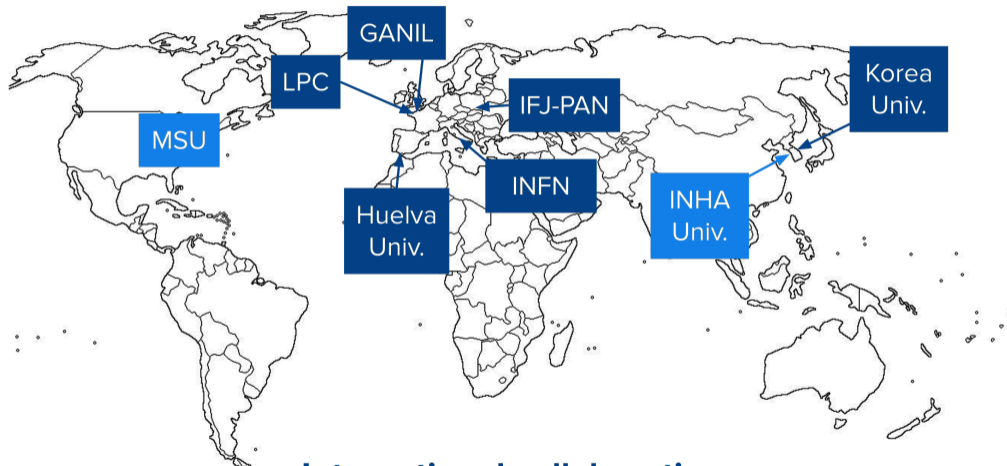 GANIL
LPC
IFJ-PAN
Korea
Univ.
MSU
INFN
INHA
Univ.
Huelva
Univ.